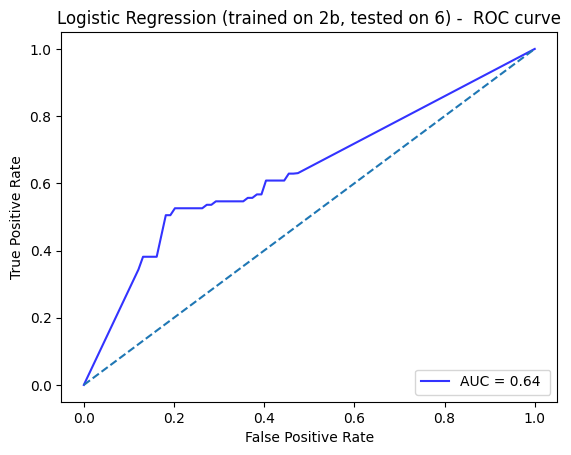 Logistic Regression (trained on 2b, tested on 6) -  ROC curve
1.0
0.8
0.6
0.4
0.2
0.0
True Positive Rate
AUC = 0.64
0.0 0.2 0.4 0.6 0.8 1.0
False Positive Rate